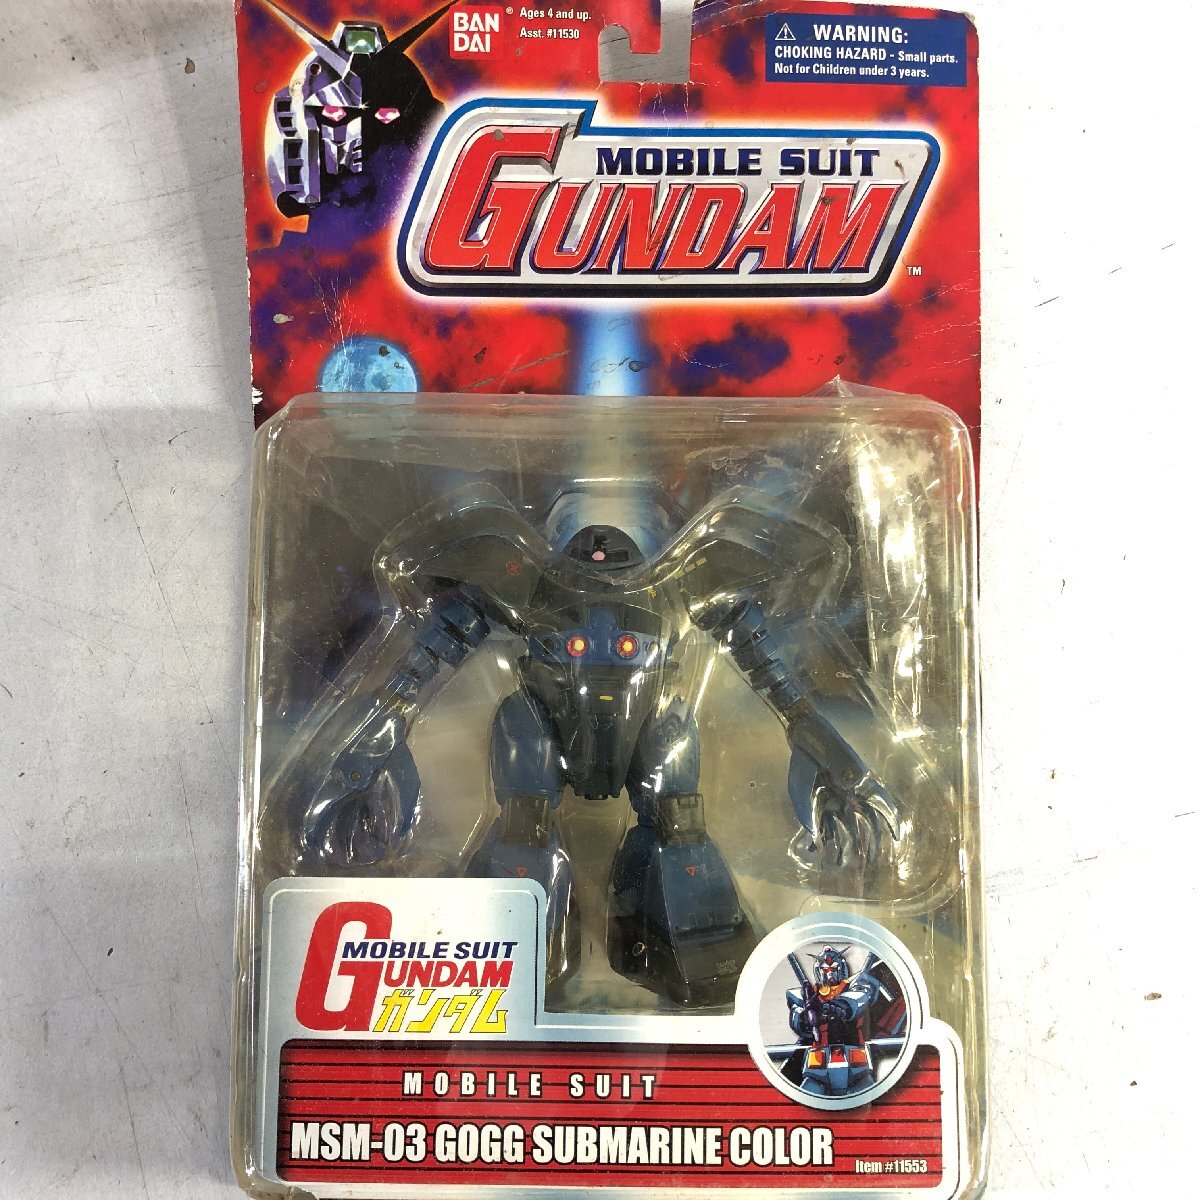 BAN
DAI
®
Ages 4 and up.
Asst. #11530
WARNING:
CHOKING HAZARD - Small parts.
Not for Children under 3 years.
MOBILE SUIT
GUNDAM
™
MOBILE SUIT
GUNDAM
ガンダム
MOBILE SUIT
MSM-03 GOGG SUBMARINE COLOR
Item #11553